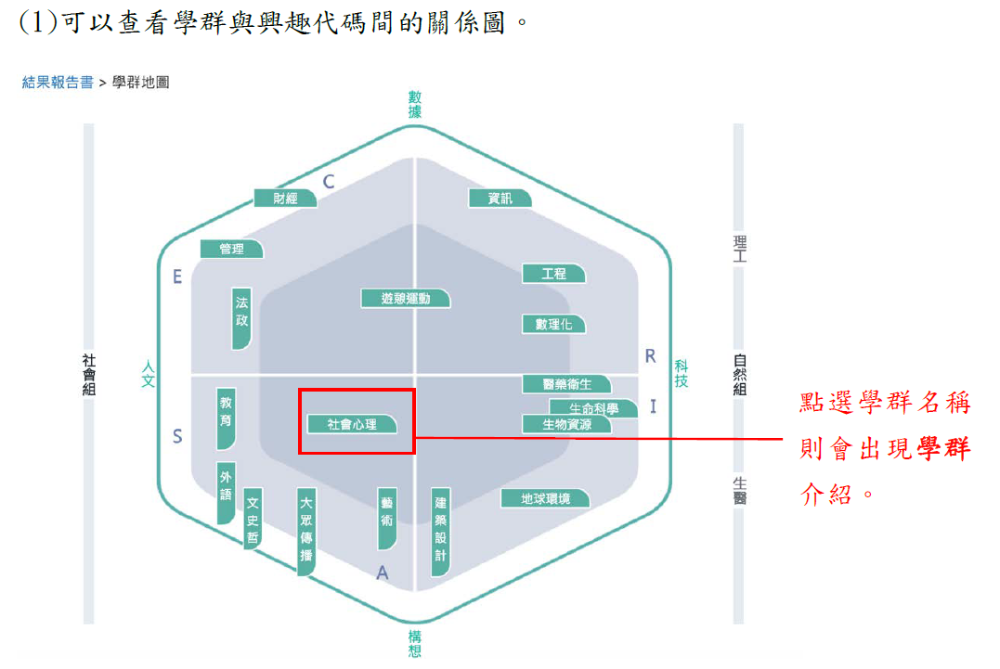 (1)可以查看學群與興趣代碼間的關係圖。
結果報告書 > 學群地圖
數據
C
財經
資訊
管理
理工
E
工程
法政
遊憩運動
數理化
社會組
人文
R
科技
自然組
醫藥衛生
教育
生命科學
I
社會心理
生物資源
S
點選學群名稱
則會出現學群
介紹。
外語
文史哲
大眾傳播
藝術
建築設計
地球環境
生醫
A
構想